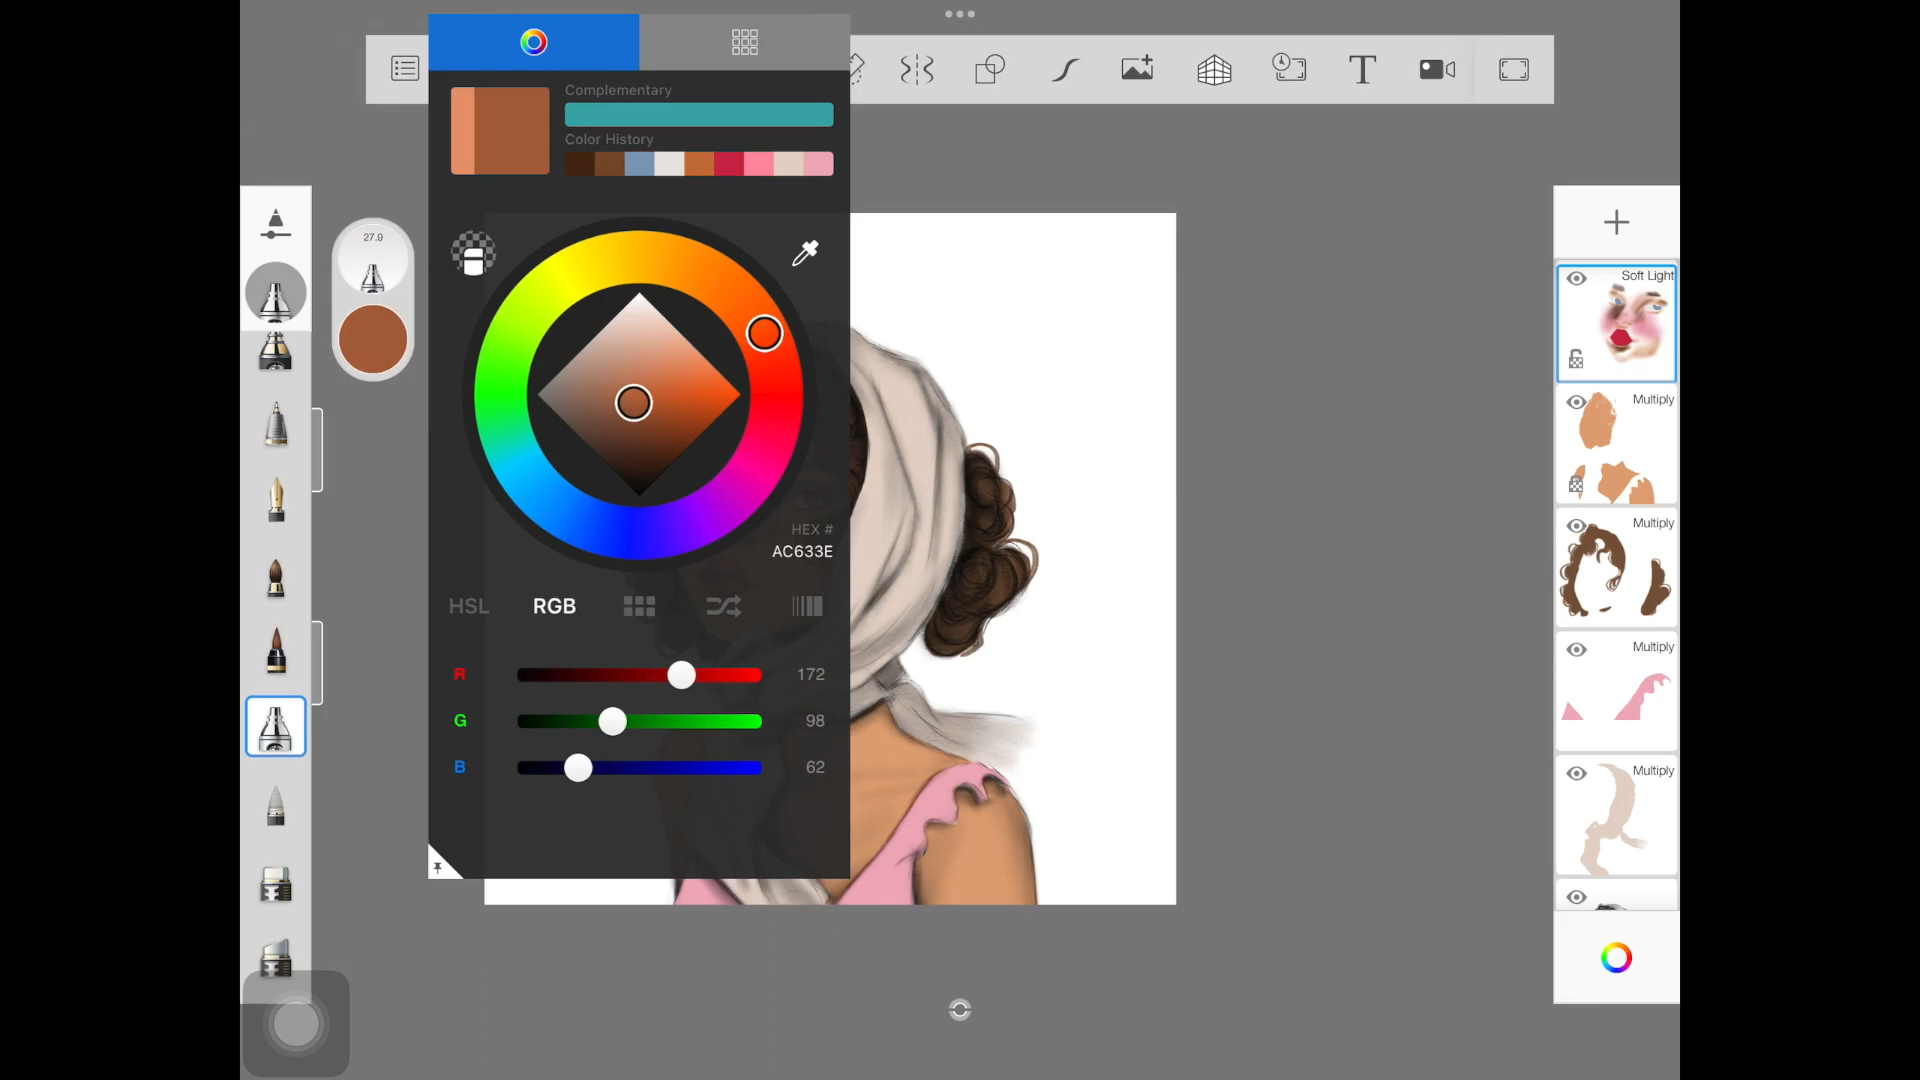 Complementary
Color History
27.9
HEX #
AC633E
HSL
RGB
R
172
G
98
B
62
T
Soft Light
Multiply
Multiply
Multiply
Multiply